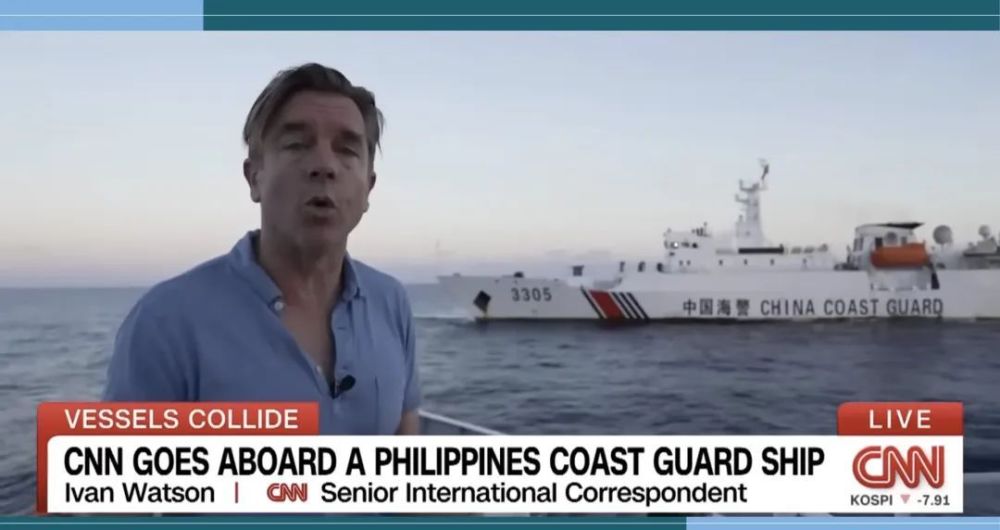 3305
中国海警 CHINA COAST GUARD
VESSELS COLLIDE
LIVE
CNN GOES ABOARD A PHILIPPINES COAST GUARD SHIP
CNN
Ivan Watson | CNN Senior International Correspondent
KOSPI ▼ -7.91